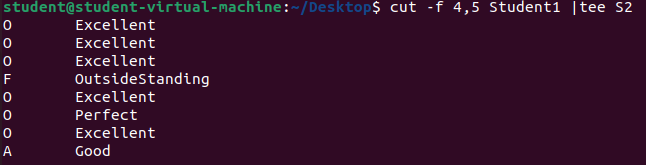 student@student-virtual-machine:~/Desktop$ cut -f 4,5 Student1 |tee S2
O Excellent
O Excellent
O Excellent
F OutsideStanding
O Excellent
O Perfect
O Excellent
A Good